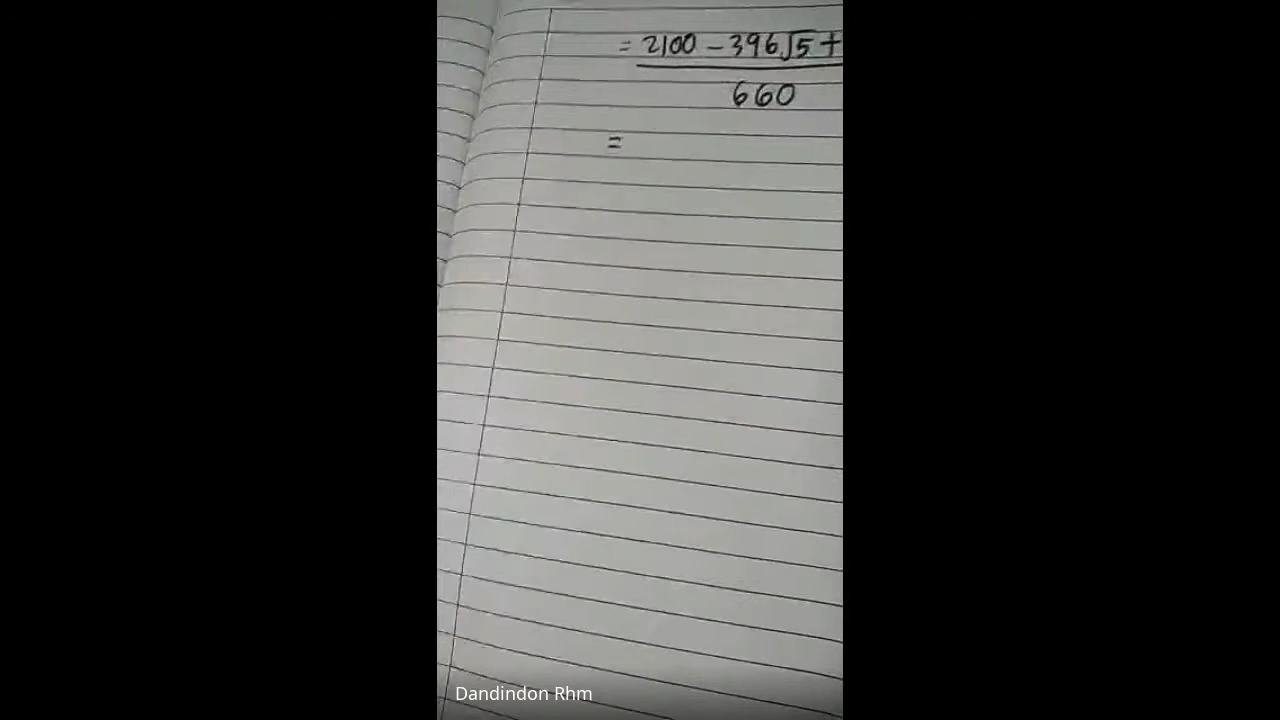 = 2100 - 396√5 +
660
=
Dandindon Rhm